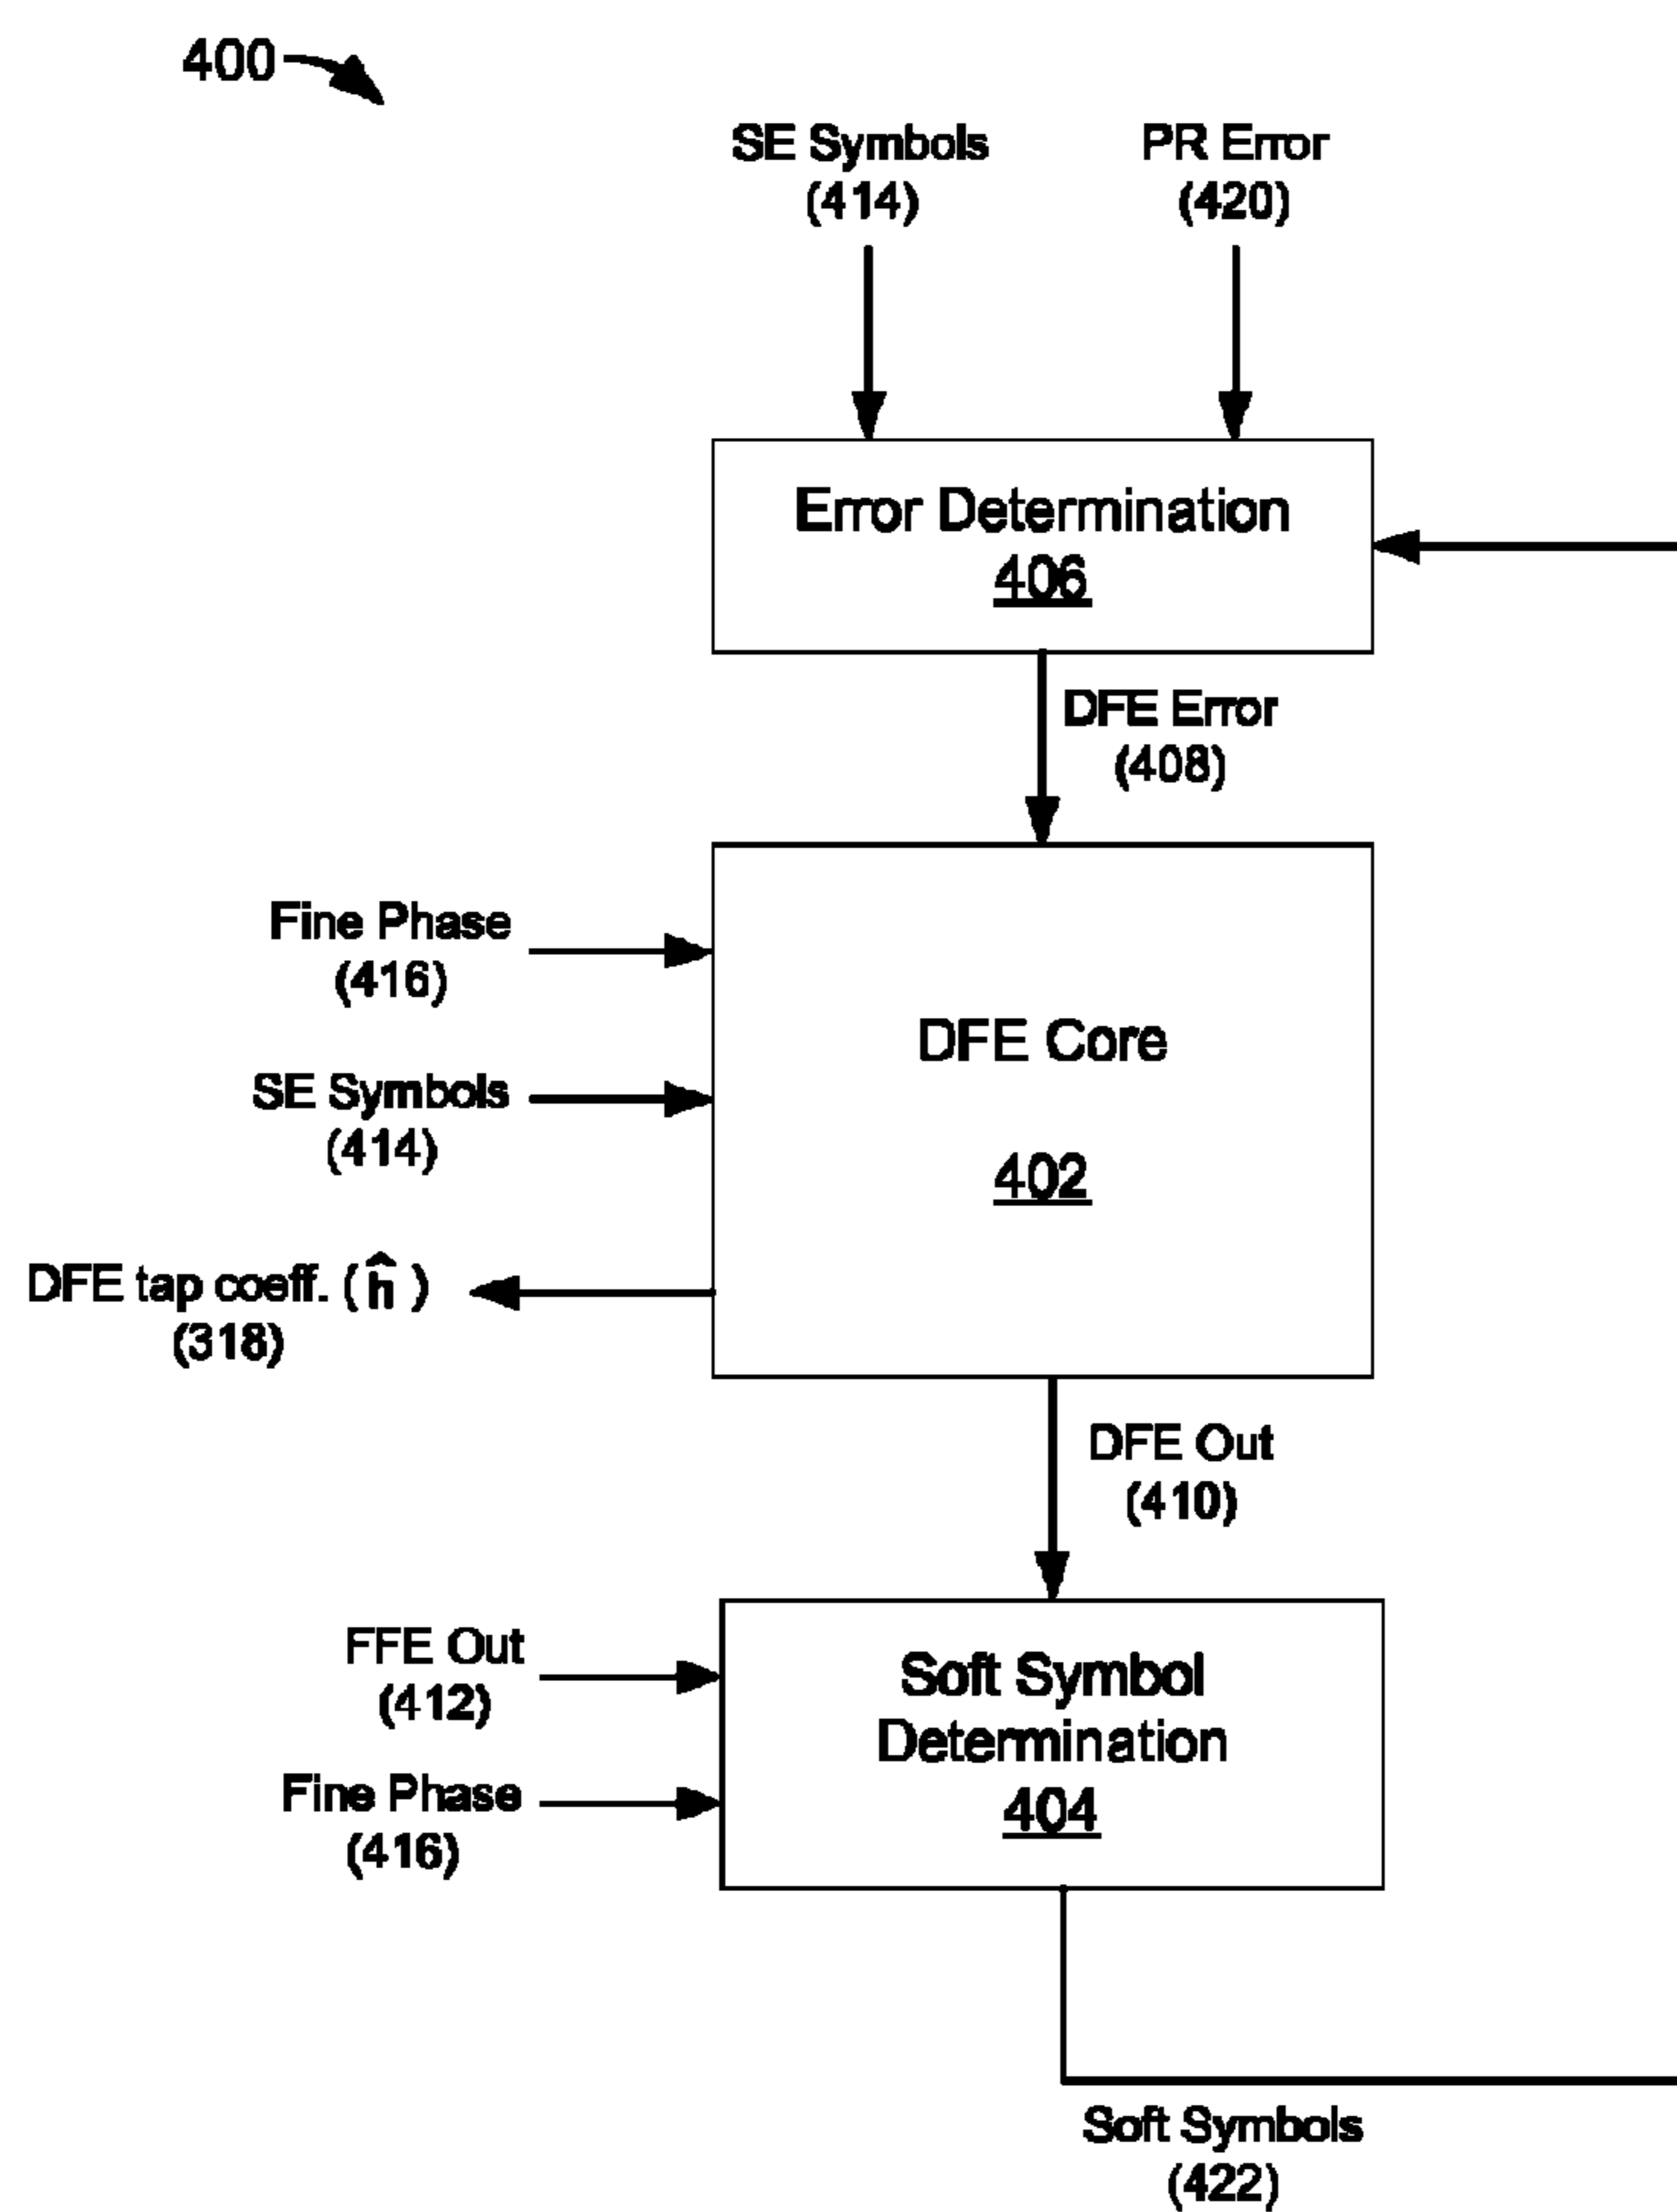 400
SE Symbols
(414)
PR Error
(420)
Error Determination
406
DFE Error
(408)
Fine Phase
(416)
DFE Core
SE Symbols
(414)
402
DFE tap coeff. (ĥ)
(318)
DFE Out
(410)
FFE Out
(412)
Soft Symbol
Determination
Fine Phase
(416)
404
Soft Symbols
(422)